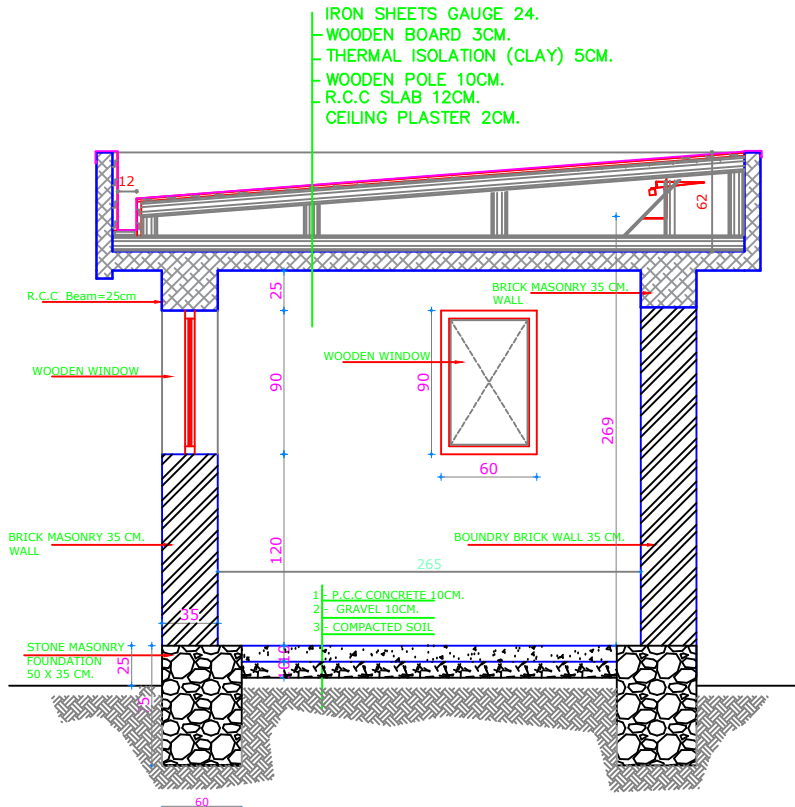 IRON SHEETS GAUGE 24.
WOODEN BOARD 3CM.
THERMAL ISOLATION (CLAY) 5CM.
WOODEN POLE 10CM.
R.C.C SLAB 12CM.
CEILING PLASTER 2CM.
12
62
R.C.C Beam=25cm
25
BRICK MASONRY 35 CM.
WALL
WOODEN WINDOW
90
WOODEN WINDOW
90
60
269
BRICK MASONRY 35 CM.
WALL
120
BOUNDRY BRICK WALL 35 CM.
265
35
1 - P.C.C CONCRETE 10CM.
2 - GRAVEL 10CM.
3 - COMPACTED SOIL
STONE MASONRY
FOUNDATION
50 X 35 CM.
25
10
10
60